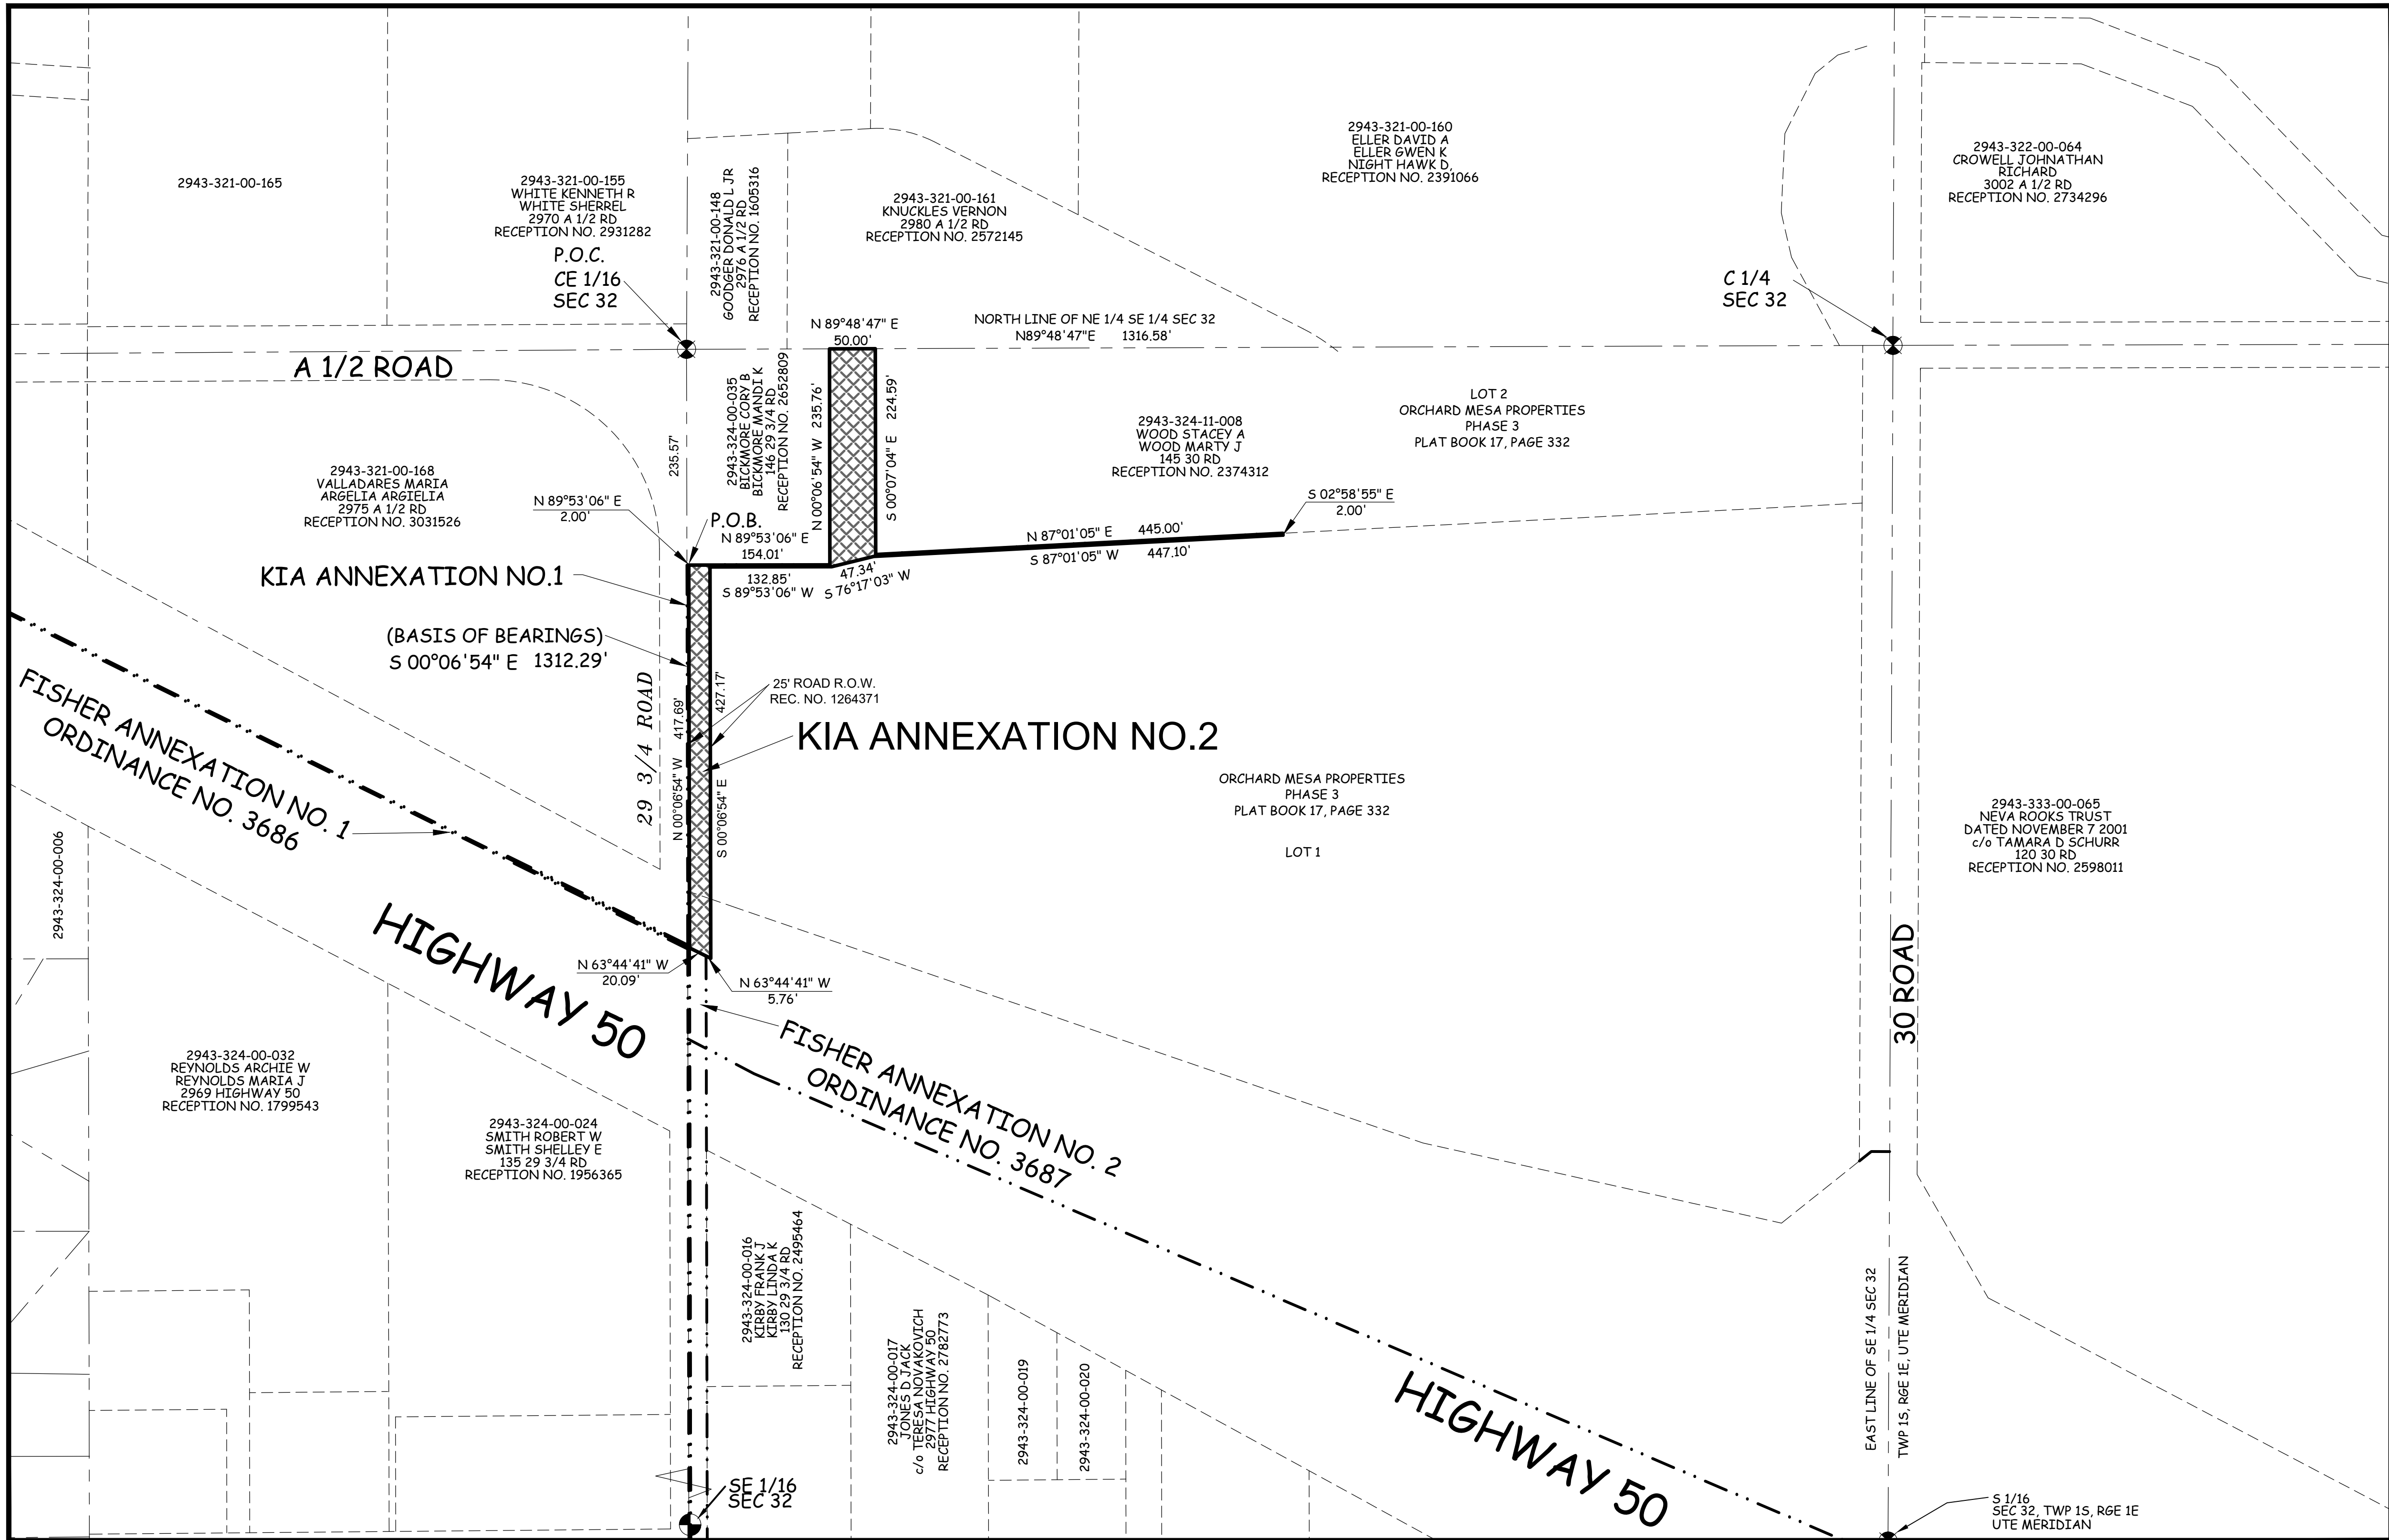 2943-321-00-165
2943-321-00-155
WHITE KENNETH R
WHITE SHERREL
2970 A 1/2 RD
RECEPTION NO. 2931282
P.O.C.
CE 1/16
SEC 32
2943-321-00-148
GOODGER DONALD L JR
2976 A 1/2 RD
RECEPTION NO. 1605316
2943-321-00-161
KNUCKLES VERNON
2980 A 1/2 RD
RECEPTION NO. 2572145
2943-321-00-160
ELLER DAVID A
ELLER GWEN K
NIGHT HAWK D,
RECEPTION NO. 2391066
2943-322-00-064
CROWELL JOHNATHAN
RICHARD
3002 A 1/2 RD
RECEPTION NO. 2734296
C 1/4
SEC 32
N 89°48'47" E
50.00'
NORTH LINE OF NE 1/4 SE 1/4 SEC 32
N89°48'47"E 1316.58'
A 1/2 ROAD
235.57'
2943-324-00-035
BICKMORE CORY B
BICKMORE MANDI K
146 29 3/4 RD
RECEPTION NO. 2652809
N 00°06'54" W 235.76'
S 00°07'04" E 224.59'
2943-324-11-008
WOOD STACEY A
WOOD MARTY J
145 30 RD
RECEPTION NO. 2374312
LOT 2
ORCHARD MESA PROPERTIES
PHASE 3
PLAT BOOK 17, PAGE 332
2943-321-00-168
VALLADARES MARIA
ARGELIA ARGIELIA
2975 A 1/2 RD
RECEPTION NO. 3031526
N 89°53'06" E
2.00'
P.O.B.
N 89°53'06" E
154.01'
132.85'
S 89°53'06" W
47.34'
S 76°17'03" W
N 87°01'05" E 445.00'
S 87°01'05" W 447.10'
S 02°58'55" E
2.00'
KIA ANNEXATION NO.1
(BASIS OF BEARINGS)
S 00°06'54" E 1312.29'
29 3/4 ROAD
N 00°06'54" W 417.69'
S 00°06'54" E 427.17'
25' ROAD R.O.W.
REC. NO. 1264371
KIA ANNEXATION NO.2
ORCHARD MESA PROPERTIES
PHASE 3
PLAT BOOK 17, PAGE 332
LOT 1
2943-333-00-065
NEVA ROOKS TRUST
DATED NOVEMBER 7 2001
c/o TAMARA D SCHURR
120 30 RD
RECEPTION NO. 2598011
FISHER ANNEXATION NO. 1
ORDINANCE NO. 3686
2943-324-00-006
HIGHWAY 50
N 63°44'41" W
20.09'
N 63°44'41" W
5.76'
30 ROAD
FISHER ANNEXATION NO. 2
ORDINANCE NO. 3687
2943-324-00-032
REYNOLDS ARCHIE W
REYNOLDS MARIA J
2969 HIGHWAY 50
RECEPTION NO. 1799543
2943-324-00-024
SMITH ROBERT W
SMITH SHELLEY E
135 29 3/4 RD
RECEPTION NO. 1956365
2943-324-00-016
KIRBY FRANK J
KIRBY LINDA K
130 29 3/4 RD
RECEPTION NO. 2495464
2943-324-00-017
JONES D JACK
c/o TERESA NOVAKOVICH
2977 HIGHWAY 50
RECEPTION NO. 2782773
2943-324-00-019
2943-324-00-020
HIGHWAY 50
EAST LINE OF SE 1/4 SEC 32
TWP 1S, RGE 1E, UTE MERIDIAN
SE 1/16
SEC 32
S 1/16
SEC 32, TWP 1S, RGE 1E
UTE MERIDIAN